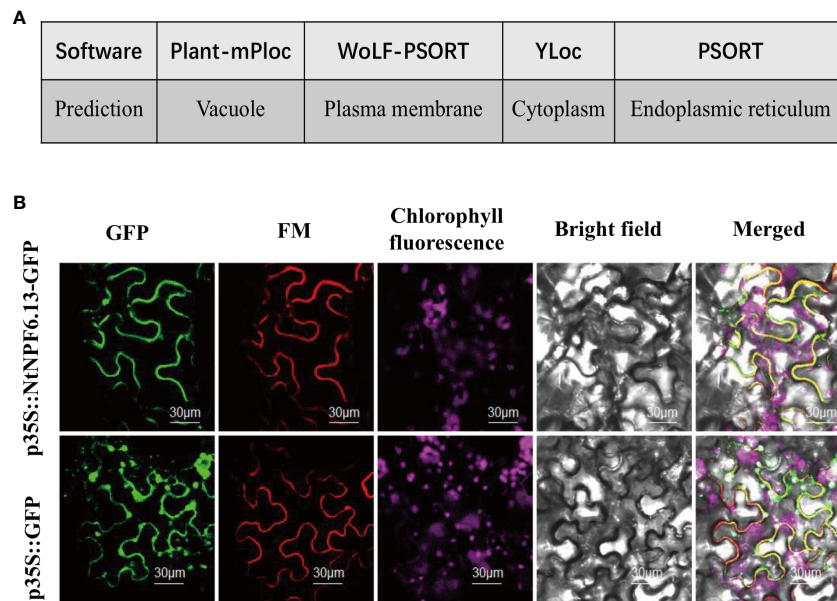 A
Software Plant-mPloc WoLF-PSORT YLoc PSORT
Prediction Vacuole Plasma membrane Cytoplasm Endoplasmic reticulum
B
GFP FM Chlorophyll fluorescence Bright field Merged
p35S::NtNPF6.13-GFP
30μm 30μm 30μm 30μm 30μm
p35S::GFP
30μm 30μm 30μm 30μm 30μm